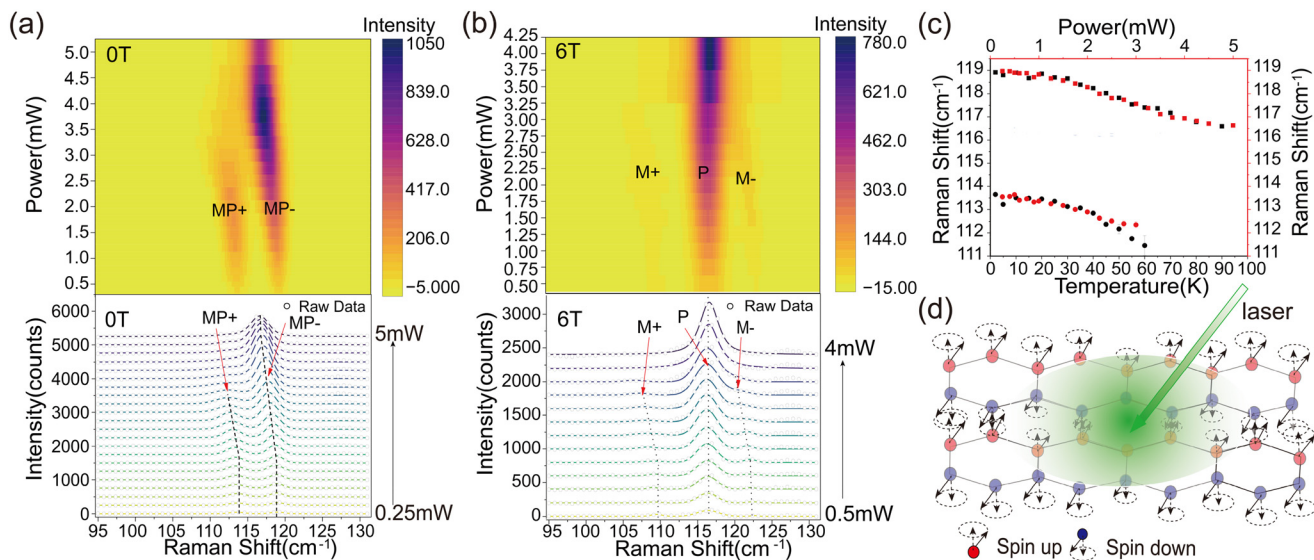 (a)
Intensity
0T
1050
839.0
628.0
417.0
206.0
−5.000
5.0
4.5
4.0
3.5
3.0
2.5
2.0
1.5
1.0
0.5
Power(mW)
MP+
MP-
6000
5000
4000
3000
2000
1000
0
Intensity(counts)
0T
Raw Data
MP+
MP-
5mW
0.25mW
95 100 105 110 115 120 125 130
Raman Shift(cm-1)
(b)
Intensity
6T
780.0
621.0
462.0
303.0
144.0
−15.00
4.25
4.00
3.75
3.50
3.25
3.00
2.75
2.50
2.25
2.00
1.75
1.50
1.25
1.00
0.75
0.50
Power(mW)
M+
P
M-
2500
2000
1500
1000
500
0
Intensity(counts)
6T
Raw Data
M+
P
M-
4mW
0.5mW
95 100 105 110 115 120 125 130
Raman Shift(cm-1)
(c)
Power(mW)
0 1 2 3 4 5
119
118
117
116
115
114
113
112
111
Raman Shift(cm-1)
119
118
117
116
115
114
113
112
111
Raman Shift(cm-1)
0 10 20 30 40 50 60 70 80 90 100
Temperature(K)
(d)
laser
Spin up
Spin down